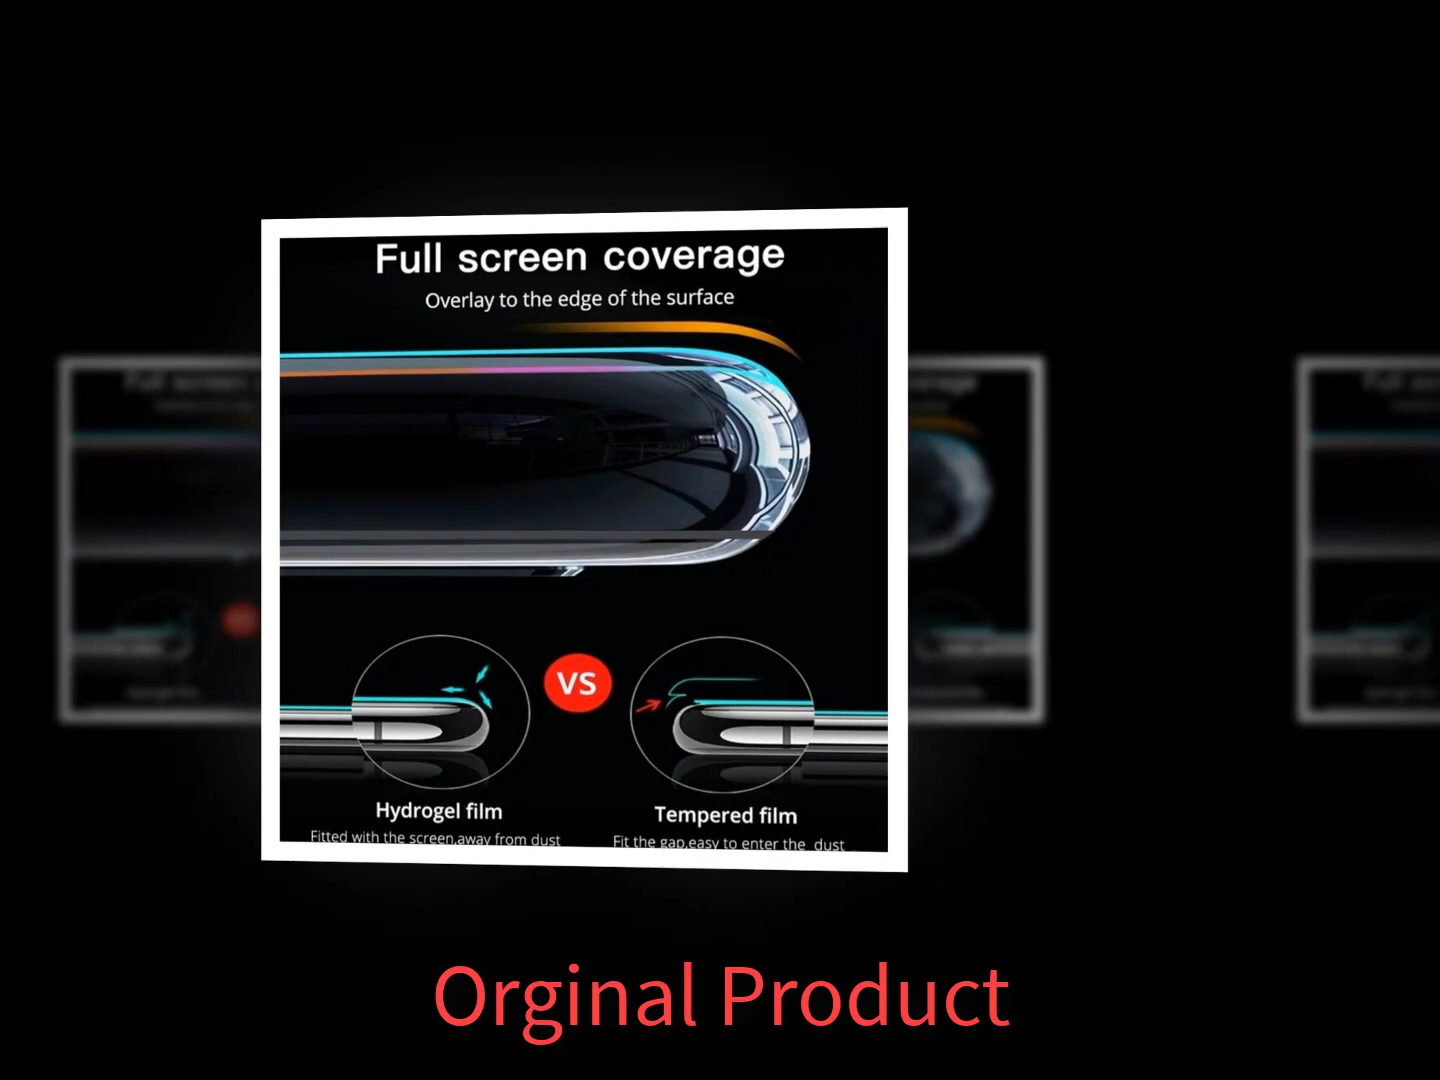 Full screen coverage
Overlay to the edge of the surface
VS
Hydrogel film
Tempered film
Fitted with the screen,away from dust
Fit the gap,easy to enter the dust
Orginal Product